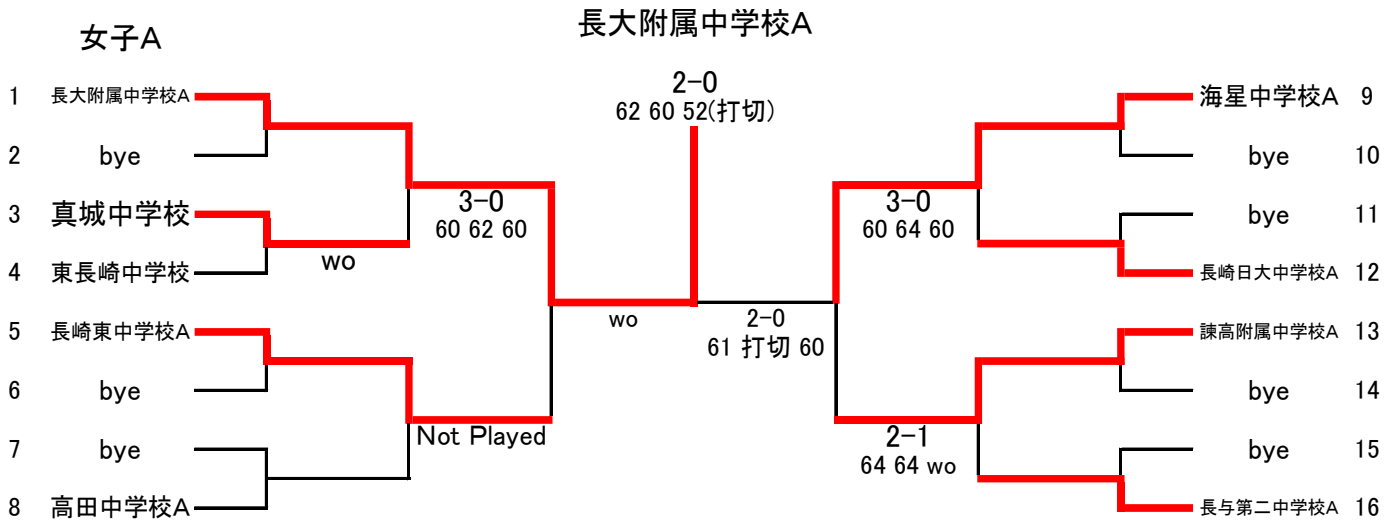 長大附属中学校A
女子A
2-0
62 60 52(打切)
1 長大附属中学校A
2 bye
3 真城中学校
4 東長崎中学校
wo
3-0
60 62 60
5 長崎東中学校A
6 bye
7 bye
8 高田中学校A
Not Played
wo
2-0
61 打切 60
海星中学校A 9
bye 10
bye 11
長崎日大中学校A 12
3-0
60 64 60
諫高附属中学校A 13
bye 14
bye 15
長与第二中学校A 16
2-1
64 64 wo